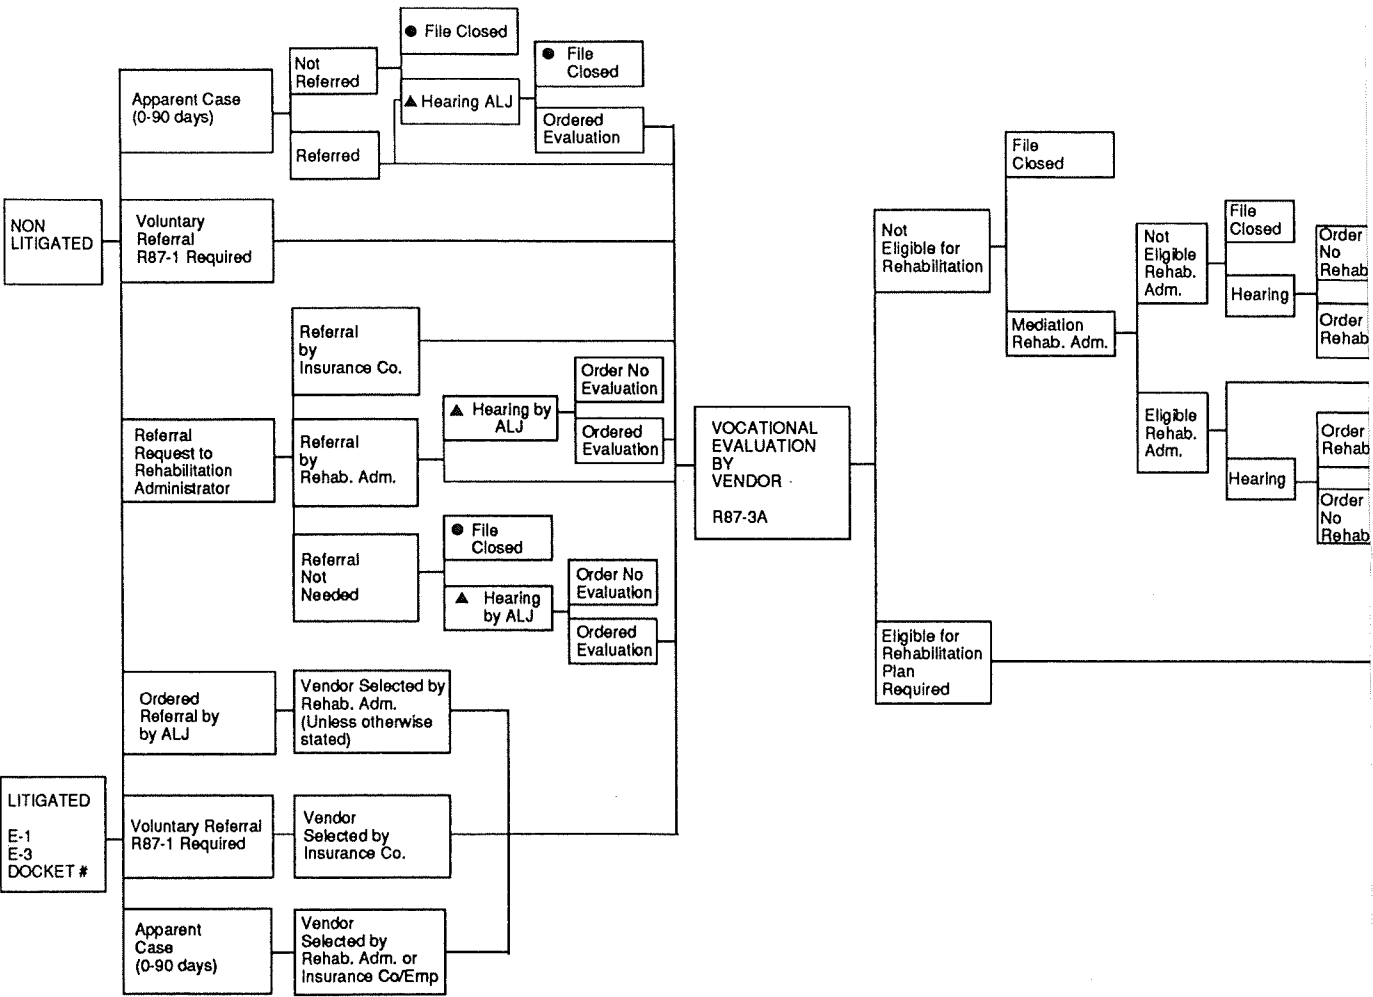 NON
LITIGATED
Apparent Case
(0-90 days)
Not
Referred
Referred
● File Closed
▲ Hearing ALJ
● File
Closed
Ordered
Evaluation
Voluntary
Referral
R87-1 Required
Referral
Request to
Rehabilitation
Administrator
Referral
by
Insurance Co.
Referral
by
Rehab. Adm.
▲ Hearing by
ALJ
Order No
Evaluation
Ordered
Evaluation
Referral
Not
Needed
● File
Closed
▲ Hearing
by ALJ
Order No
Evaluation
Ordered
Evaluation
Ordered
Referral by
by ALJ
Vendor Selected by
Rehab. Adm.
(Unless otherwise
stated)
LITIGATED
E-1
E-3
DOCKET #
Voluntary Referral
R87-1 Required
Vendor
Selected by
Insurance Co.
Apparent
Case
(0-90 days)
Vendor
Selected by
Rehab. Adm. or
Insurance Co/Emp
VOCATIONAL
EVALUATION
BY
VENDOR
R87-3A
Not
Eligible for
Rehabilitation
File
Closed
Mediation
Rehab. Adm.
Not
Eligible
Rehab.
Adm.
File
Closed
Hearing
Order
No
Rehab
Order
Rehab
Eligible
Rehab.
Adm.
Hearing
Order
Rehab
Order
No
Rehab
Eligible for
Rehabilitation
Plan
Required